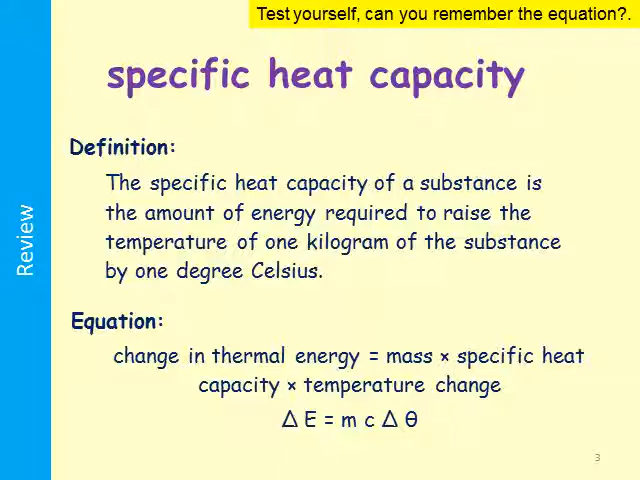 Test yourself, can you remember the equation?.
specific heat capacity
Definition:
The specific heat capacity of a substance is
the amount of energy required to raise the
temperature of one kilogram of the substance
by one degree Celsius.
Review
Equation:
change in thermal energy = mass × specific heat
capacity × temperature change
Δ E = m c Δ θ
3